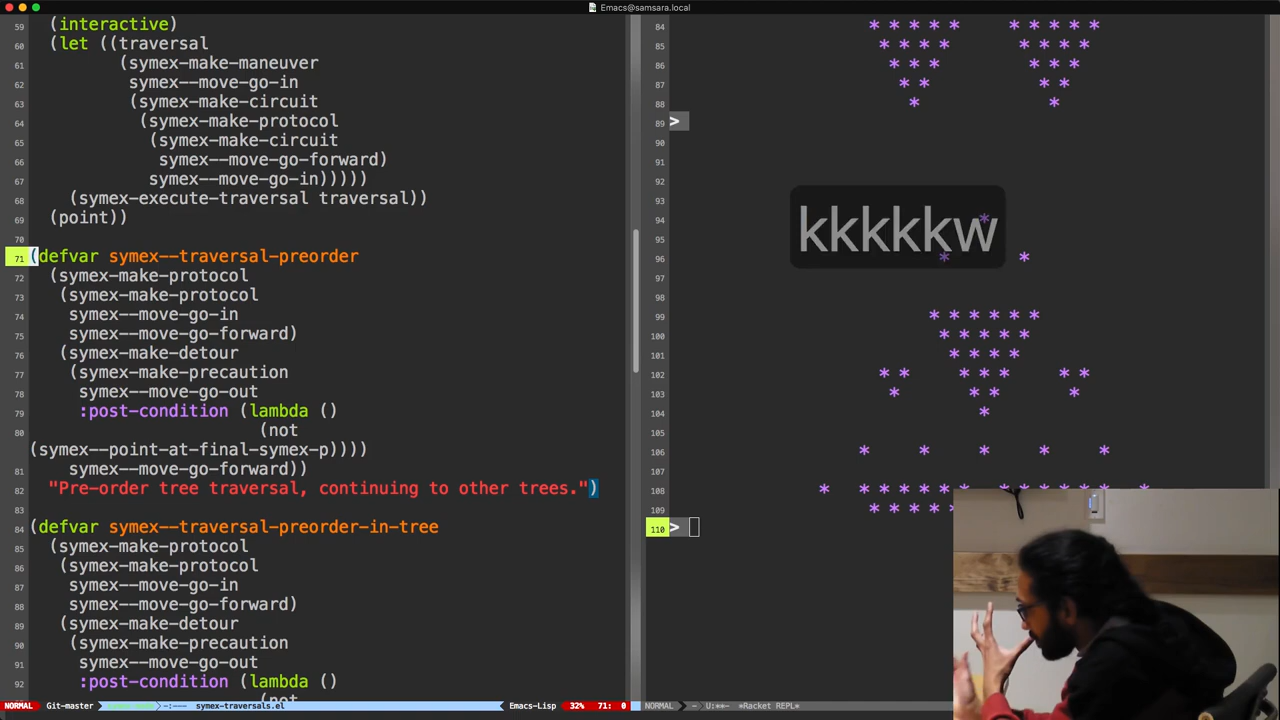 Emacs@samsara.local
59 (interactive)
60 (let ((traversal
61 (symex-make-maneuver
62 symex--move-go-in
63 (symex-make-circuit
64 (symex-make-protocol
65 (symex-make-circuit
66 symex--move-go-forward)
67 symex--move-go-in)))))
68 (symex-execute-traversal traversal))
69 (point))
70
71 (defvar symex--traversal-preorder
72 (symex-make-protocol
73 (symex-make-protocol
74 symex--move-go-in
75 symex--move-go-forward)
76 (symex-make-detour
77 (symex-make-precaution
78 symex--move-go-out
79 :post-condition (lambda ()
80 (not
(symex--point-at-final-symex-p))))
81 symex--move-go-forward))
82 "Pre-order tree traversal, continuing to other trees.")
83
84 (defvar symex--traversal-preorder-in-tree
85 (symex-make-protocol
86 (symex-make-protocol
87 symex--move-go-in
88 symex--move-go-forward)
89 (symex-make-detour
90 (symex-make-precaution
91 symex--move-go-out
92 :post-condition (lambda ()
(not
NORMAL Git-master -:--- symex-traversals.el Emacs-Lisp 32% 71: 0
84 * * * * * * * * * *
85 * * * * * * * *
86 * * * * * *
87 * * * *
88 * *
89 >
90
91
92
93
94 *
95
96 * *
97
98
99 * * * * * *
100 * * * * *
101 * * * *
102 * * * * * * *
103 * * * *
104 *
105
106 * * * * *
107
108
109
110 >
kkkkkw
NORMAL - U:**- *Racket REPL*